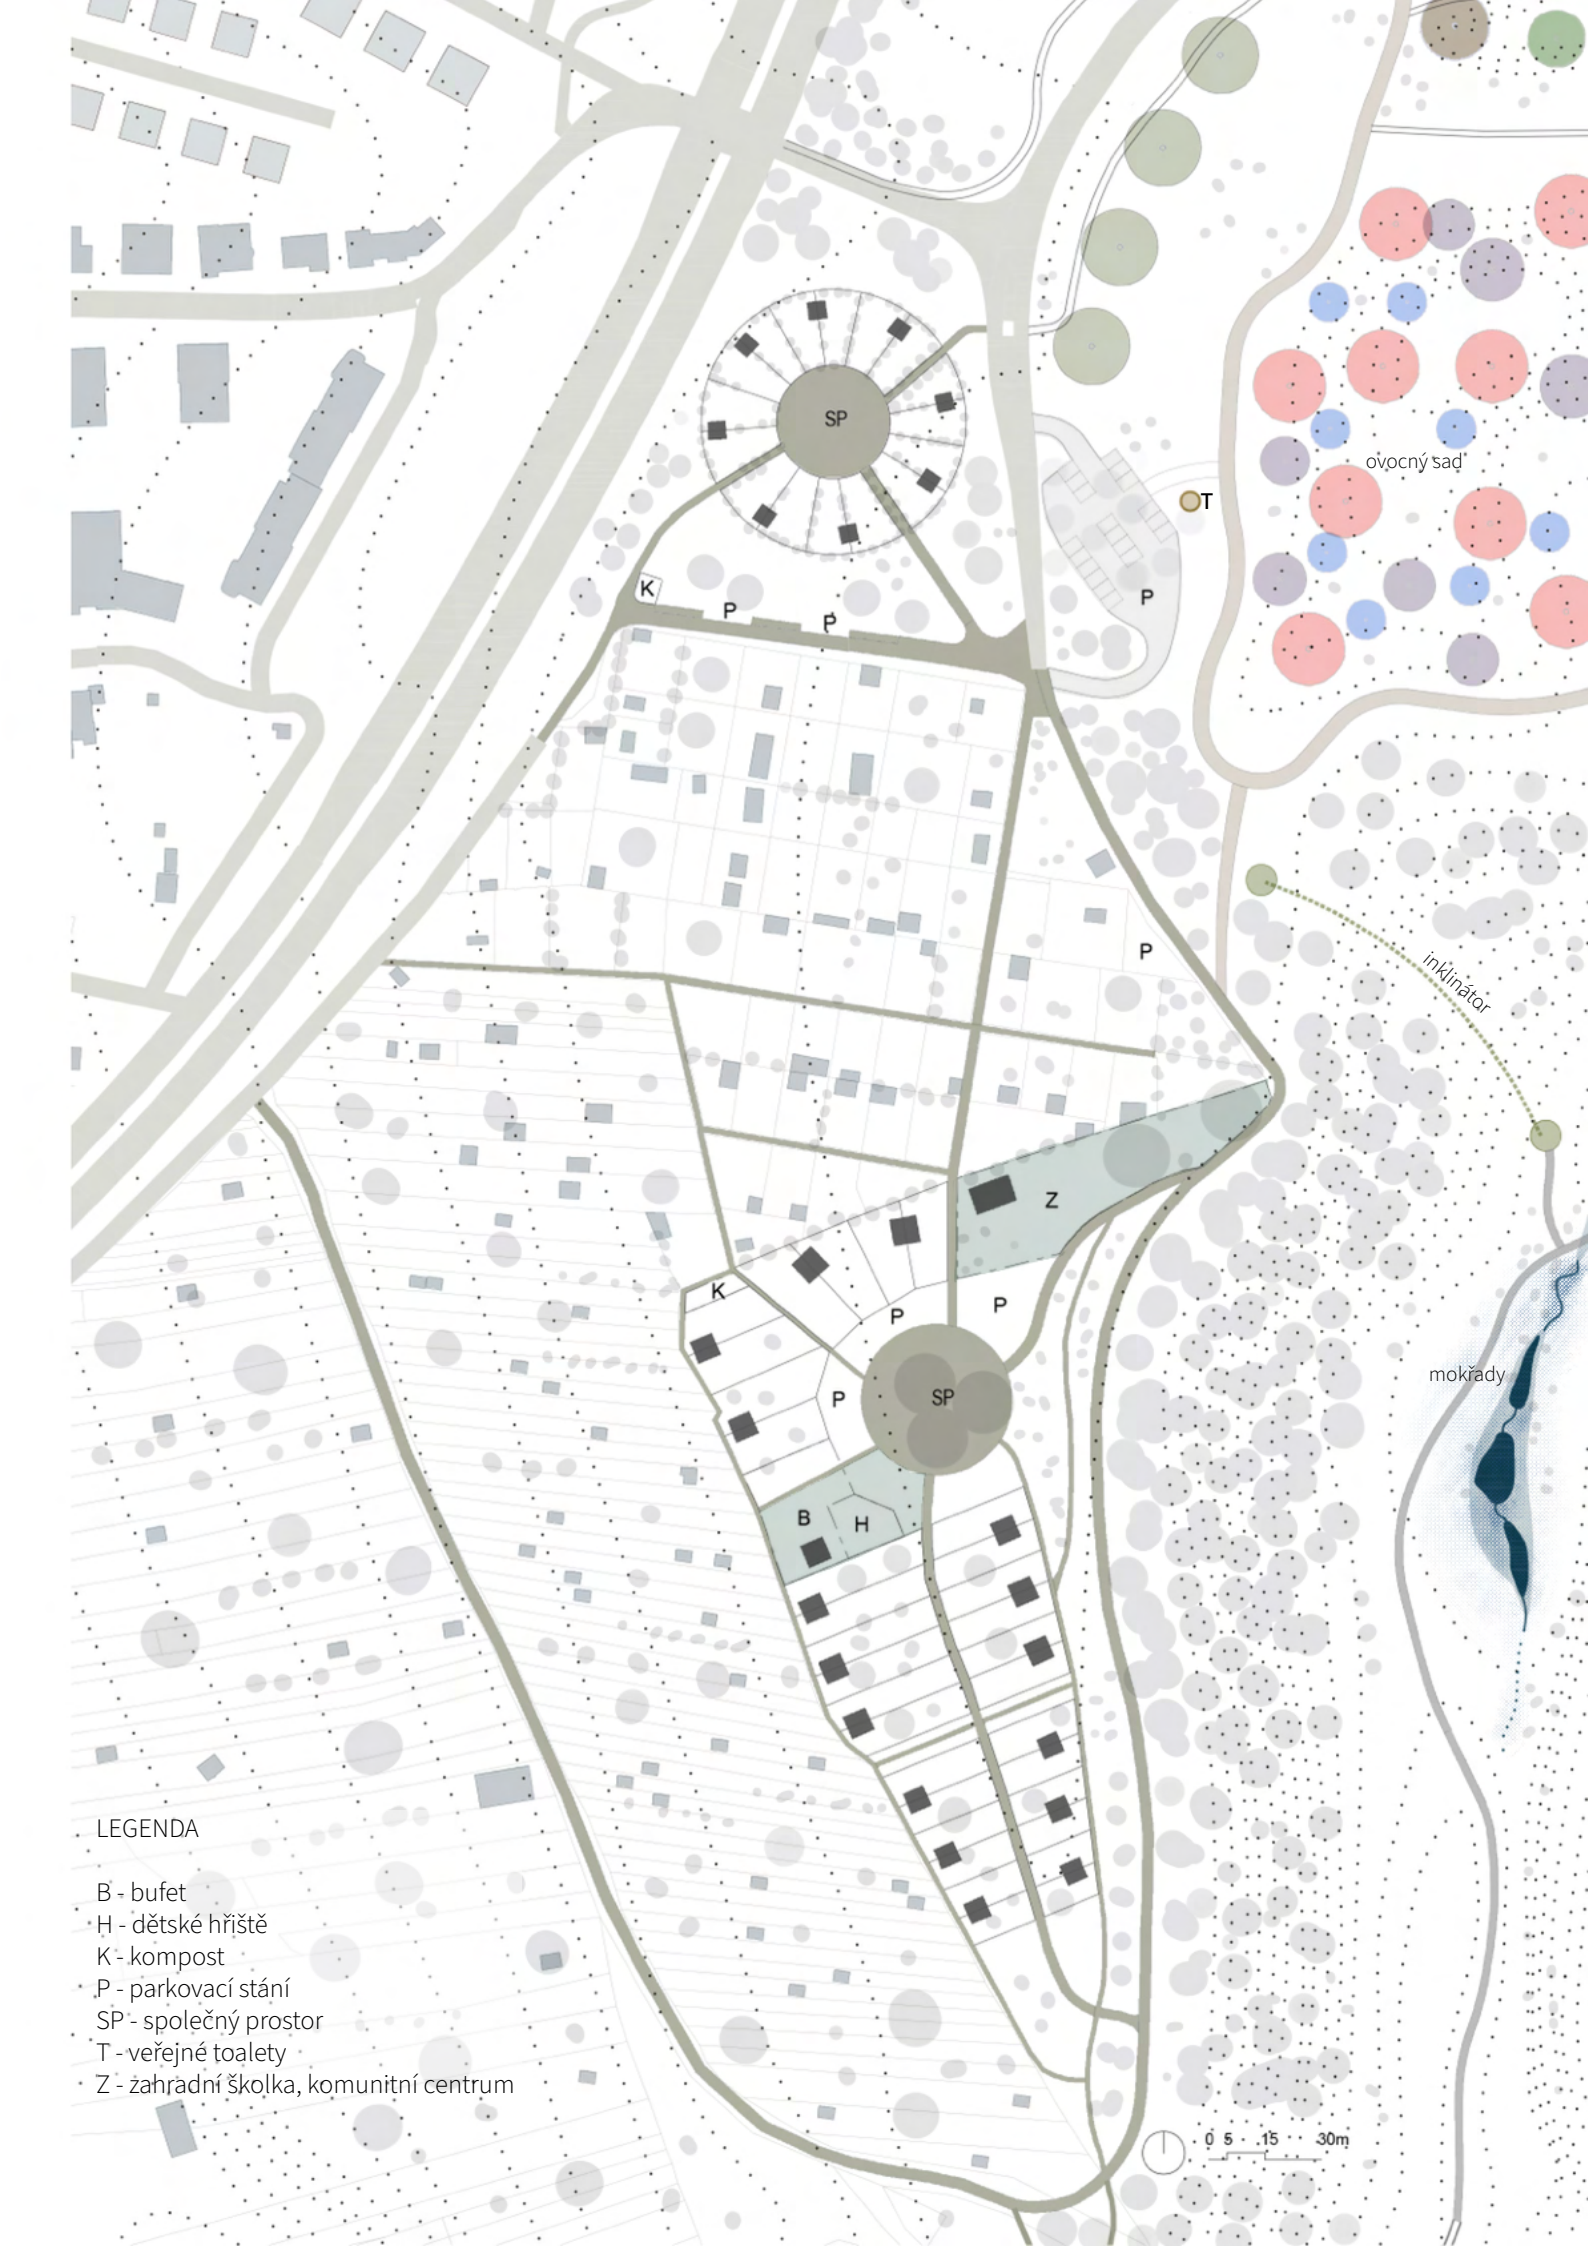 SP
ovocný sad
T
K
P
P
P
P
inklinátor
Z
K
P
P
mokřady
P
SP
B
H
LEGENDA
B - bufet
H - dětské hřiště
K - kompost
P - parkovací stání
SP - společný prostor
T - veřejné toalety
Z - zahradní školka, komunitní centrum
0 5 15 30m